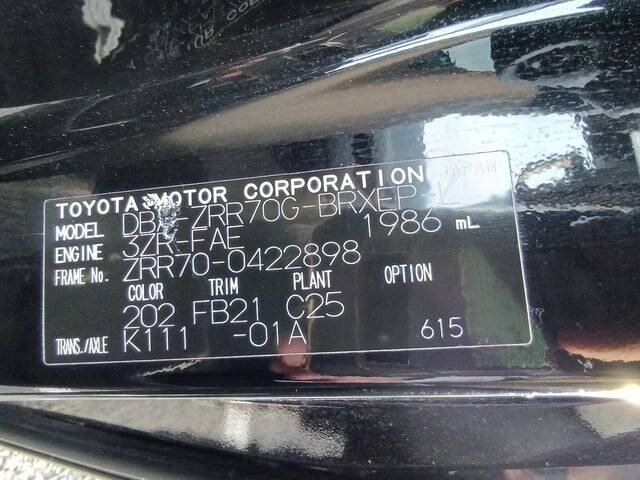 TOYOTA MOTOR CORPORATION JAPAN
MODEL DBA-ZRR70G-BRXEP-L
ENGINE 3ZR-FAE 1986 mL
FRAME No. ZRR70-0422898
COLOR TRIM PLANT OPTION
202 FB21 C25
TRANS./AXLE K111 -01A 615